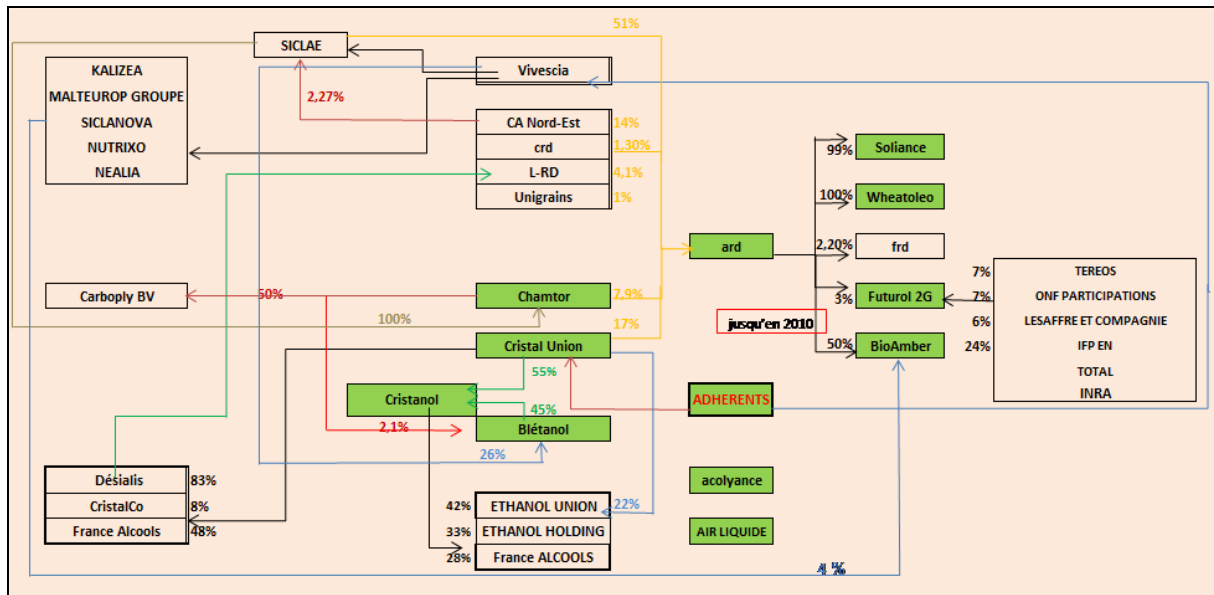 51%
SICLAE
KALIZEA
MALTEUROP GROUPE
SICLANOVA
NUTRIXO
NEALIA
2,27%
Vivescia
CA Nord-Est
14%
crd
1,30%
L-RD
4,1%
Unigrains
1%
99%
Soliance
100%
Wheatoleo
ard
2,20%
frd
7%
TEREOS
Carboply BV
50%
Chamtor
7,9%
3%
Futurol 2G
7%
ONF PARTICIPATIONS
100%
17%
jusqu'en 2010
6%
LESAFFRE ET COMPAGNIE
Cristal Union
50%
BioAmber
24%
IFP EN
TOTAL
INRA
55%
Cristanol
ADHERENTS
45%
2,1%
Blétanol
26%
Désialis
83%
acolyance
CristalCo
8%
42%
ETHANOL UNION
22%
France Alcools
48%
33%
ETHANOL HOLDING
AIR LIQUIDE
28%
France ALCOOLS
4 %